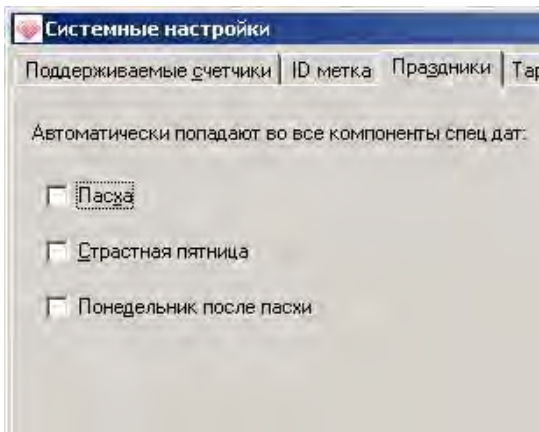 Системные настройки
Поддерживаемые счетчики ID метка Праздники Тар
Автоматически попадают во все компоненты спец дат:
Пасха
Страстная пятница
Понедельник после пасхи